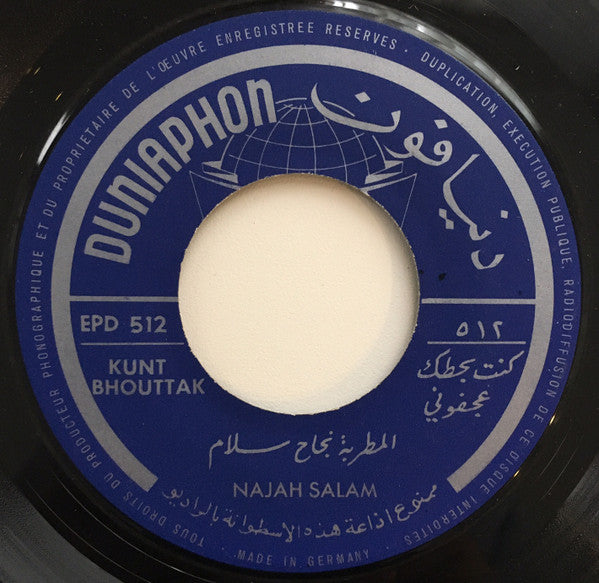 TOUS DROITS DU PRODUCTEUR PHONOGRAPHIQUE ET DU PROPRIETAIRE DE L'ŒUVRE ENREGISTREE RESERVES - DUPLICATION, EXECUTION PUBLIQUE, RADIODIFFUSION DE CE DISQUE INTERDITES
DUNIAPHON
دنيافون
EPD 512
٥١٢
KUNT
BHOUTTAK
كنت بحطك
عجفوني
المطربة نجاح سلام
NAJAH SALAM
ممنوع اذاعة هذه الاسطوانة بالراديو
MADE IN GERMANY